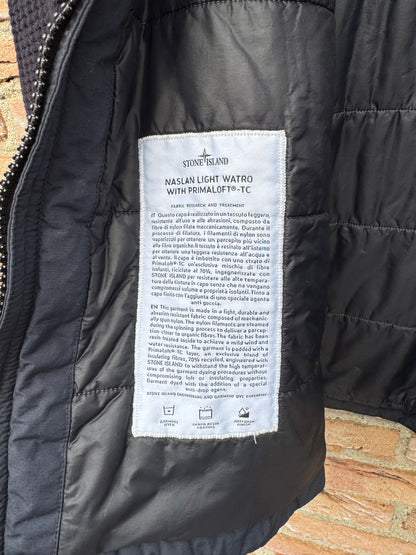 STONE ISLAND
NASLAN LIGHT WATRO
WITH PRIMALOFT®-TC
FABRIC RESEARCH AND TREATMENT
IT Questo capo è realizzato in un tessuto leggero,
resistente all'uso e alle abrasioni, composto da
fibre di nylon filate meccanicamente. Durante il
processo di filatura, i filamenti di nylon sono
vaporizzati per ottenere un percepito più vicino
alle fibre organiche. Il tessuto è resinato all'interno
per ottenere una leggera resistenza all'acqua e
al vento. Il capo è imbottito con uno strato di
PrimaLoft®-TC un'esclusiva mischia di fibre
isolanti, riciclate al 70%, ingegnerizzate con
STONE ISLAND per resistere alle alte tempera-
ture della tintura in capo senza che ne vengano
compromessi volume e proprietà isolanti. Tinto in
capo finito con l'aggiunta di uno speciale agente
anti goccia.
EN This garment is made in a light, durable and
abrasion resistant fabric composed of mechanic-
ally spun nylon. The nylon filaments are steamed
during the spinning process to deliver a percep-
tion closer to organic fibres. The fabric has been
resin treated inside to achieve a mild wind and
water resistance. The garment is padded with a
PrimaLoft®-TC layer, an exclusive blend of
insulating fibres, 70% recycled, engineered with
STONE ISLAND to withstand the high tempera-
tures of the garment dyeing procedures without
compromising loft or insulating properties.
Garment dyed with the addition of a special
anti-drop agent.
STONE ISLAND ENGINEERING AND GARMENT DYE EXPERTISE
GARMENT
DYED